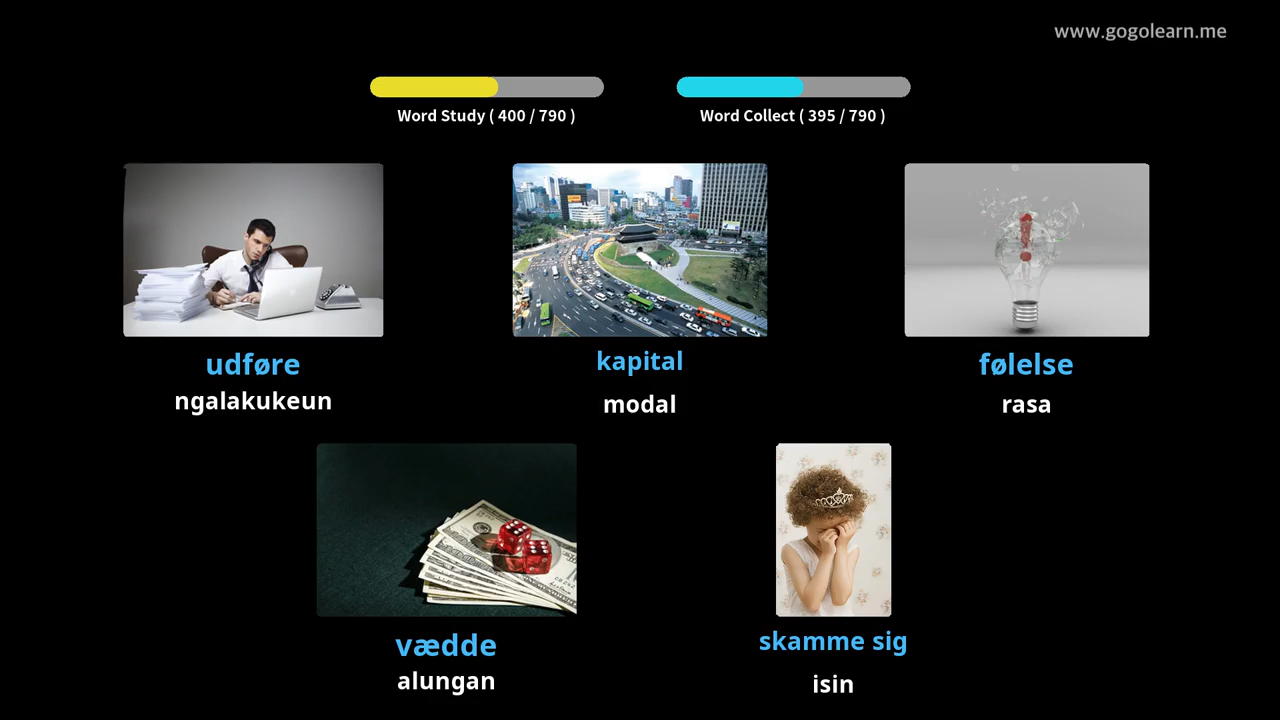 www.gogolearn.me
Word Study ( 400 / 790 )
Word Collect ( 395 / 790 )
udføre
ngalakukeun
kapital
modal
følelse
rasa
vædde
alungan
skamme sig
isin